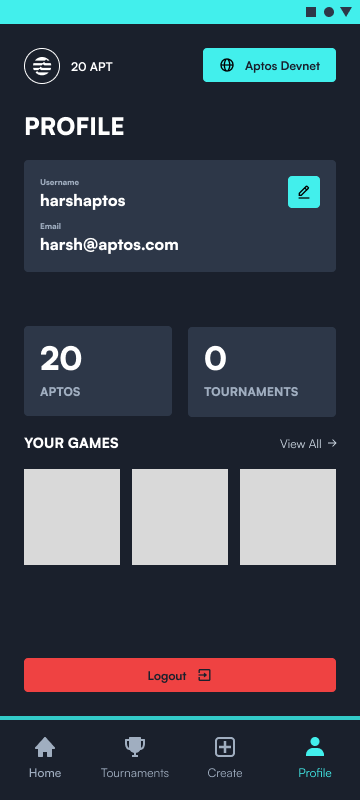 20 APT
Aptos Devnet
PROFILE
Username
harshaptos
Email
harsh@aptos.com
20
APTOS
0
TOURNAMENTS
YOUR GAMES
View All →
Logout
Home
Tournaments
Create
Profile